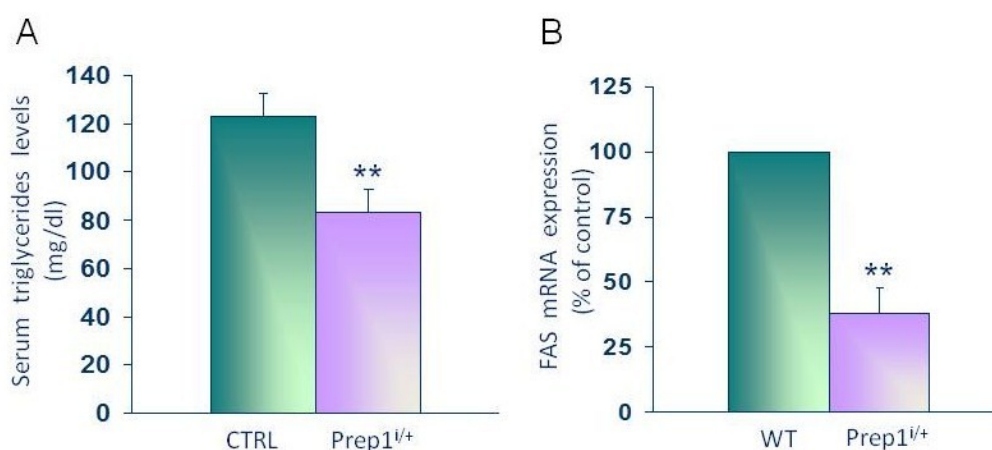 A
Serum triglycerides levels
(mg/dl)
140
120
100
80
60
40
20
0
**
CTRL
Prep1i/+
B
FAS mRNA expression
(% of control)
125
100
75
50
25
0
**
WT
Prep1i/+